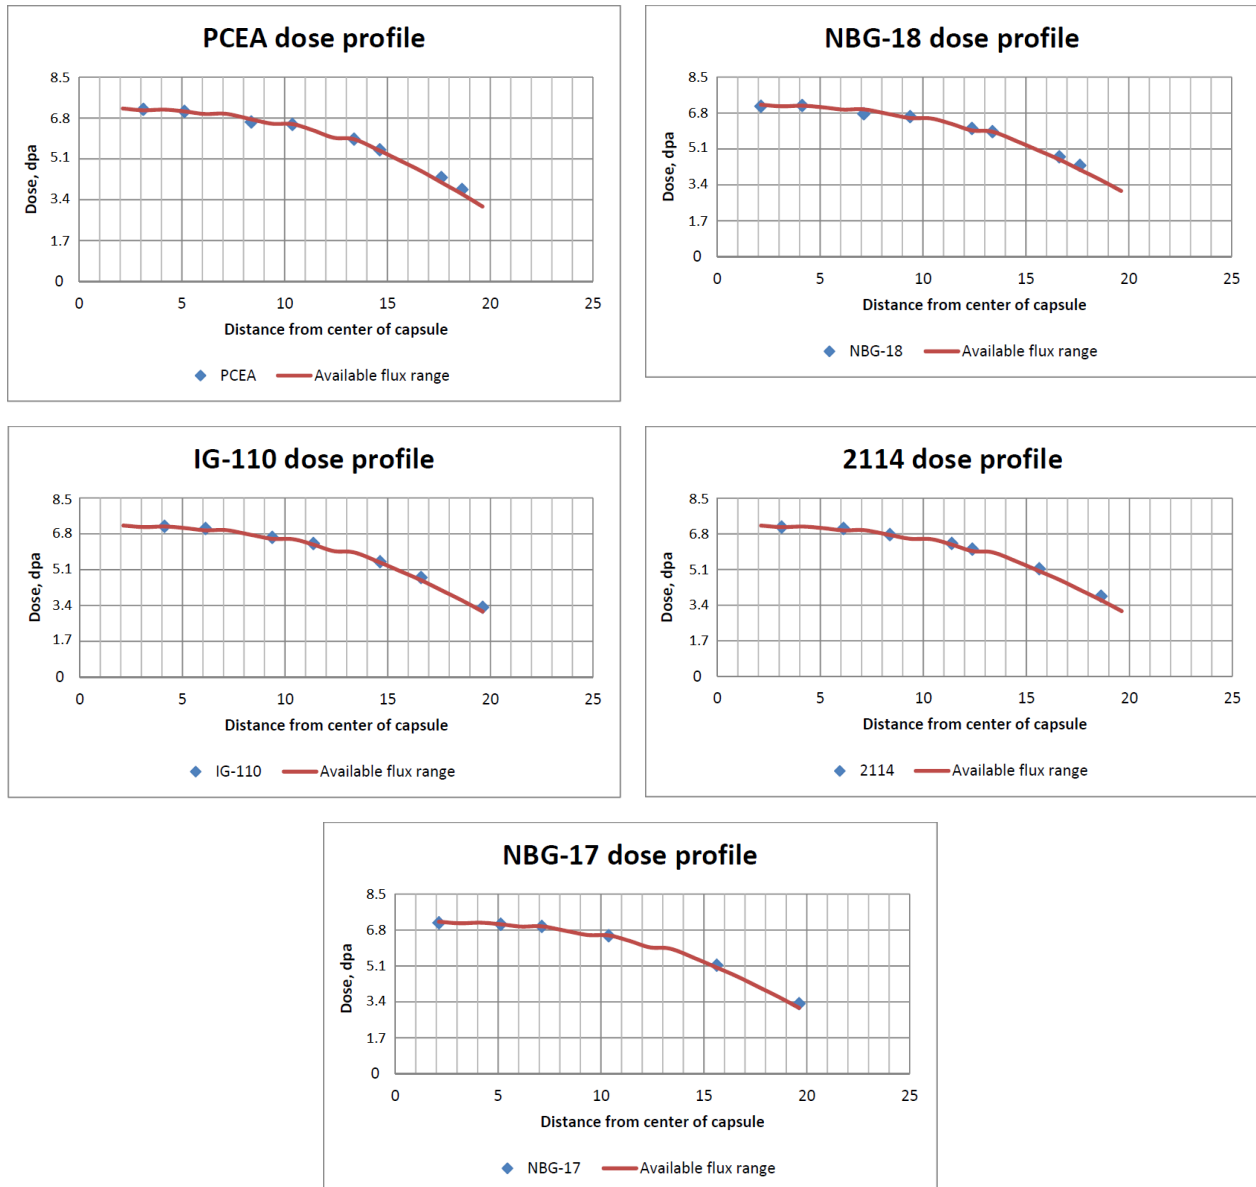 PCEA dose profile
8.5
6.8
5.1
3.4
1.7
0
Dose, dpa
0 5 10 15 20 25
Distance from center of capsule
PCEA Available flux range
NBG-18 dose profile
8.5
6.8
5.1
3.4
1.7
0
Dose, dpa
0 5 10 15 20 25
Distance from center of capsule
NBG-18 Available flux range
IG-110 dose profile
8.5
6.8
5.1
3.4
1.7
0
Dose, dpa
0 5 10 15 20 25
Distance from center of capsule
IG-110 Available flux range
2114 dose profile
8.5
6.8
5.1
3.4
1.7
0
Dose, dpa
0 5 10 15 20 25
Distance from center of capsule
2114 Available flux range
NBG-17 dose profile
8.5
6.8
5.1
3.4
1.7
0
Dose, dpa
0 5 10 15 20 25
Distance from center of capsule
NBG-17 Available flux range